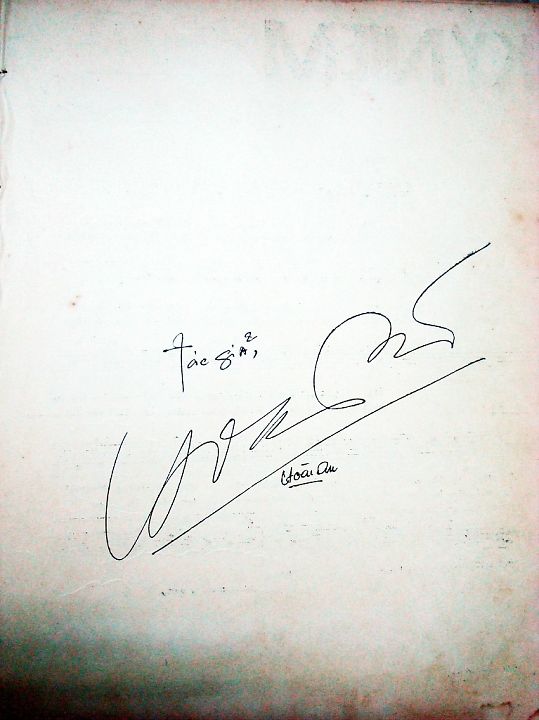 Tác giả,
Hoài An